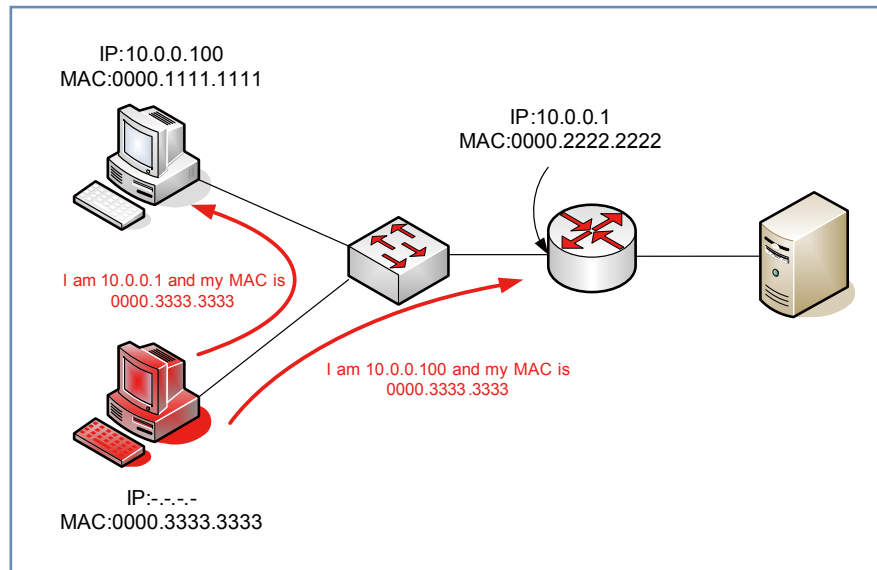 IP:10.0.0.100
MAC:0000.1111.1111
IP:10.0.0.1
MAC:0000.2222.2222
I am 10.0.0.1 and my MAC is
0000.3333.3333
I am 10.0.0.100 and my MAC is
0000.3333.3333
IP:-.-.-.-
MAC:0000.3333.3333